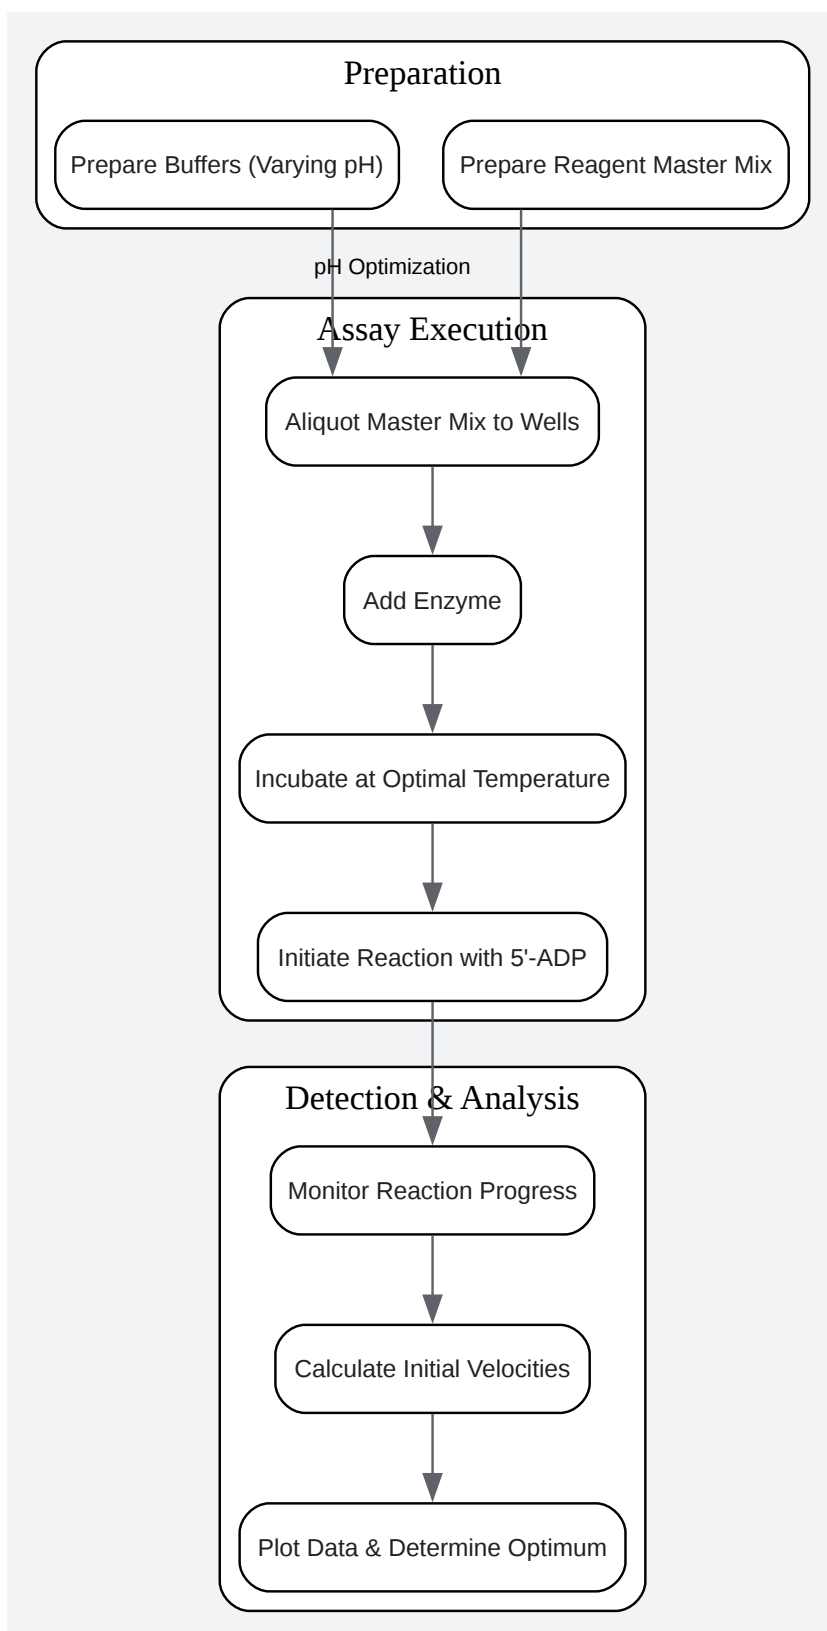 Preparation
Prepare Buffers (Varying pH)
Prepare Reagent Master Mix
pH Optimization
Assay Execution
Aliquot Master Mix to Wells
Add Enzyme
Incubate at Optimal Temperature
Initiate Reaction with 5'-ADP
Detection & Analysis
Monitor Reaction Progress
Calculate Initial Velocities
Plot Data & Determine Optimum